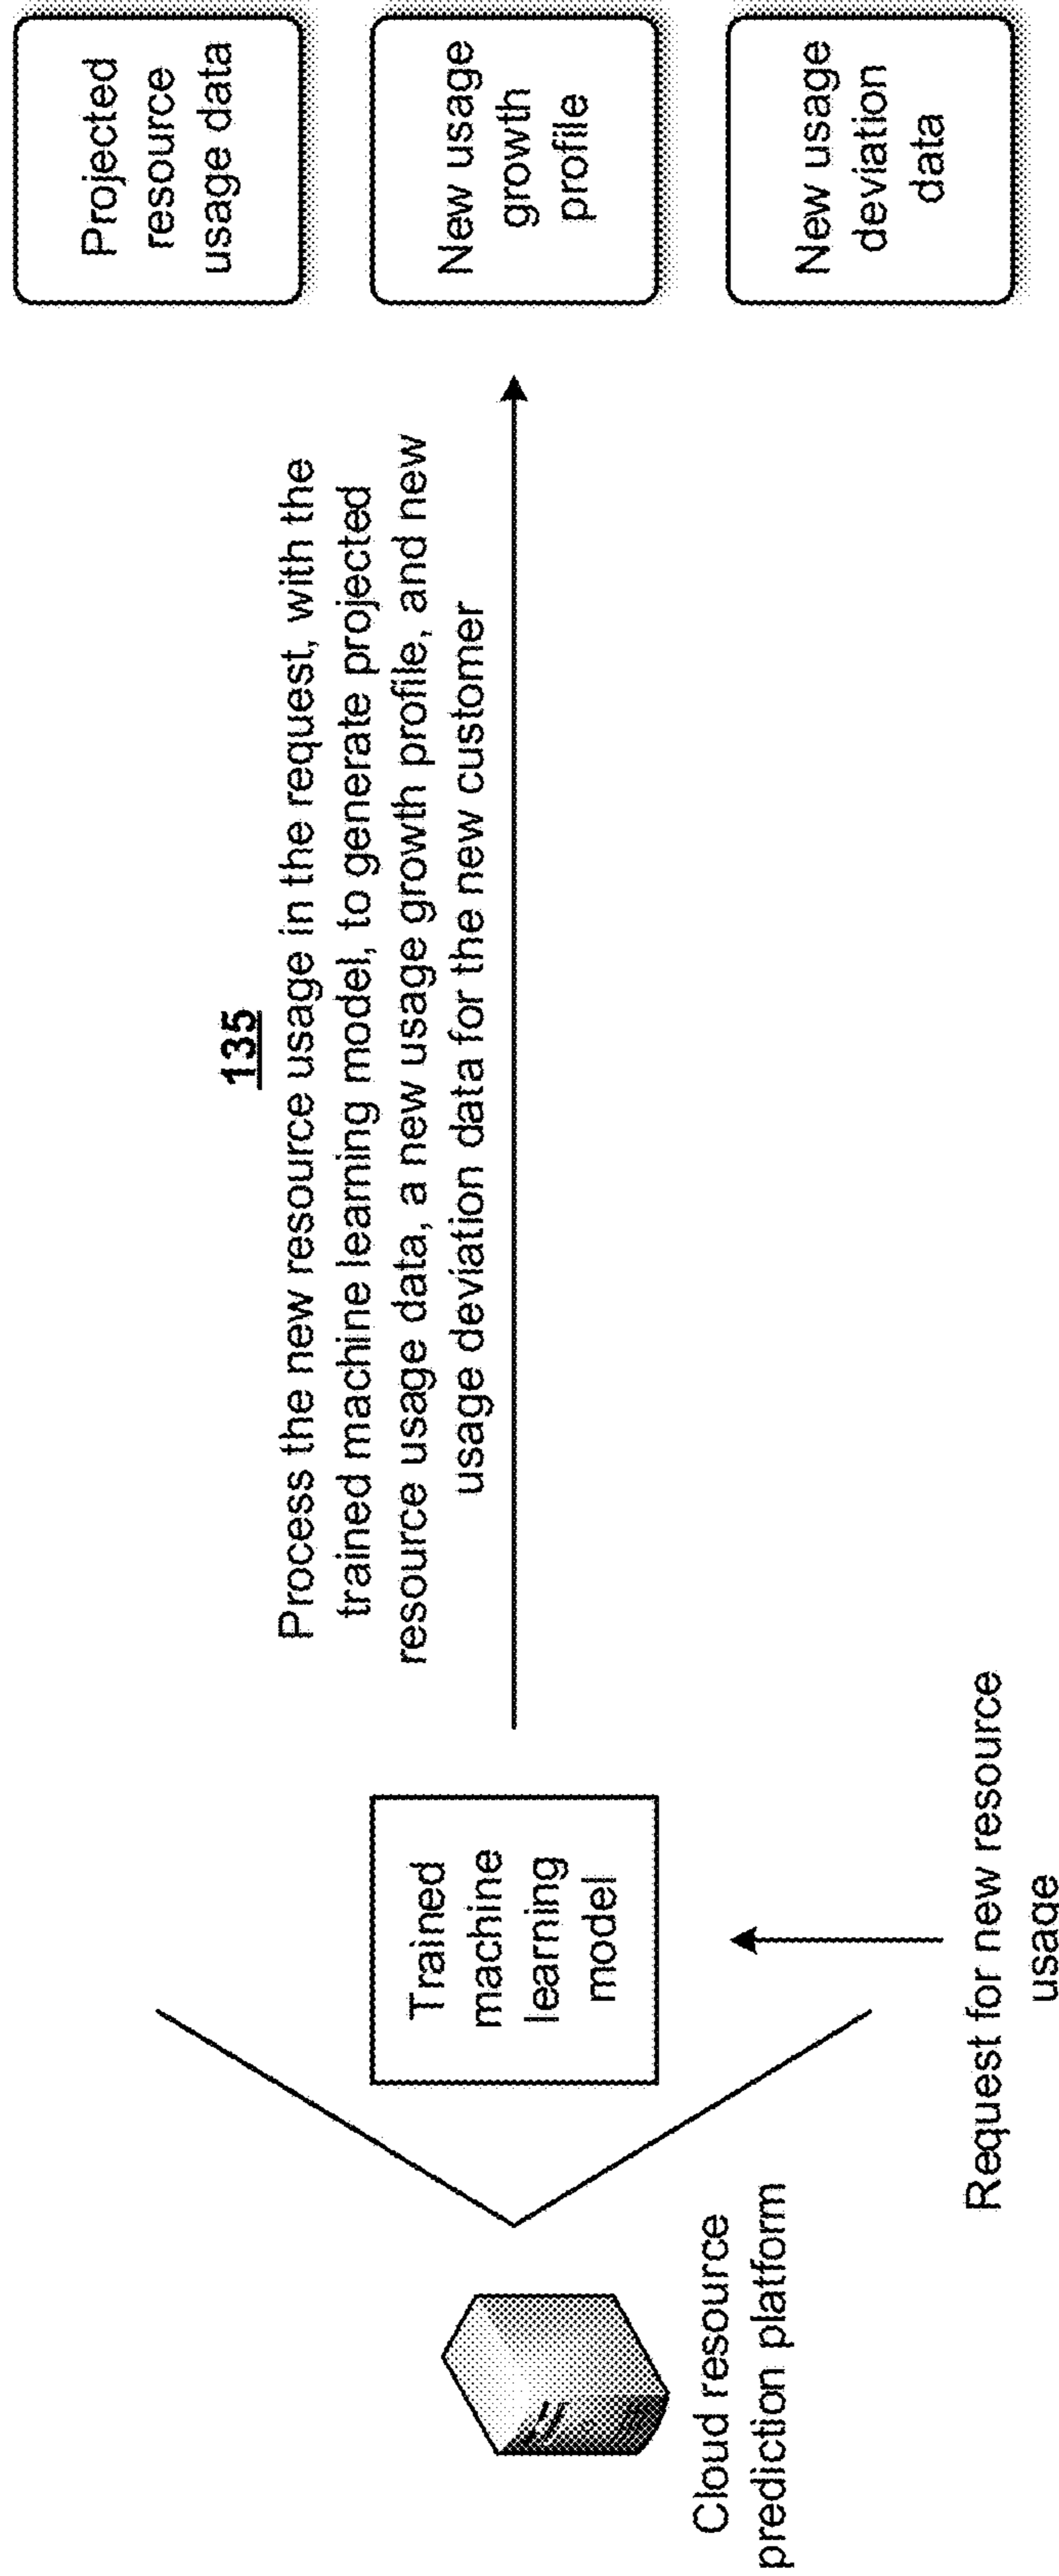 135
Process the new resource usage in the request, with the
trained machine learning model, to generate projected
resource usage data, a new usage growth profile, and new
usage deviation data for the new customer
Cloud resource
prediction platform
Trained
machine
learning
model
Request for new resource
usage
Projected
resource
usage data
New usage
growth
profile
New usage
deviation
data